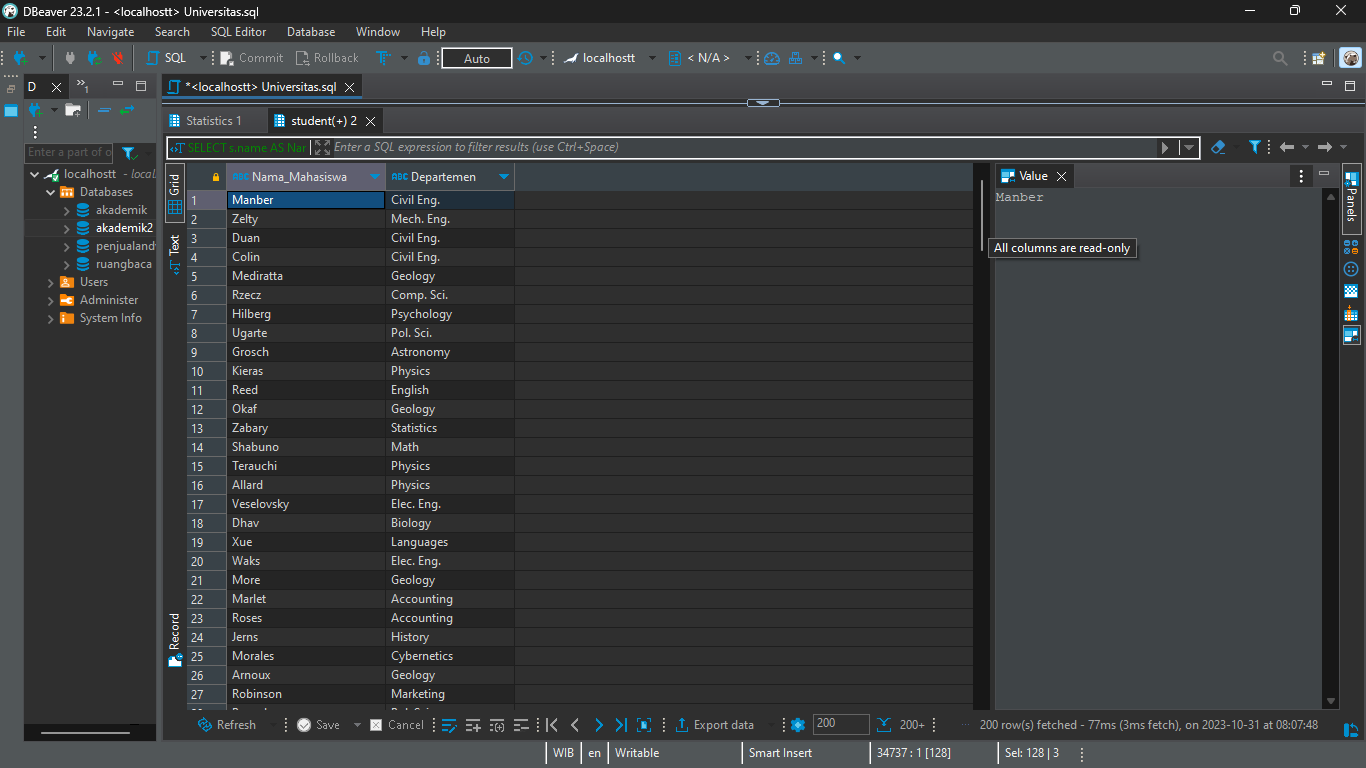 DBeaver 23.2.1 - <localhostt> Universitas.sql
File Edit Navigate Search SQL Editor Database Window Help
SQL Commit Rollback Auto localhostt < N/A >
D »1 *<localhostt> Universitas.sql
Statistics 1 student(+) 2
Enter a part of o
SELECT s.name AS Nar Enter a SQL expression to filter results (use Ctrl+Space)
localhostt - local
Databases
akademik
akademik2
penjualand
ruangbaca
Users
Administer
System Info
Grid
Text
Record
Nama_Mahasiswa Departemen
1 Manber Civil Eng.
2 Zelty Mech. Eng.
3 Duan Civil Eng.
4 Colin Civil Eng.
5 Mediratta Geology
6 Rzecz Comp. Sci.
7 Hilberg Psychology
8 Ugarte Pol. Sci.
9 Grosch Astronomy
10 Kieras Physics
11 Reed English
12 Okaf Geology
13 Zabary Statistics
14 Shabuno Math
15 Terauchi Physics
16 Allard Physics
17 Veselovsky Elec. Eng.
18 Dhav Biology
19 Xue Languages
20 Waks Elec. Eng.
21 More Geology
22 Marlet Accounting
23 Roses Accounting
24 Jerns History
25 Morales Cybernetics
26 Arnoux Geology
27 Robinson Marketing
Value
Manber
All columns are read-only
Panels
Refresh Save Cancel Export data 200 200+ 200 row(s) fetched - 77ms (3ms fetch), on 2023-10-31 at 08:07:48
WIB en Writable Smart Insert 34737 : 1 [128] Sel: 128 | 3